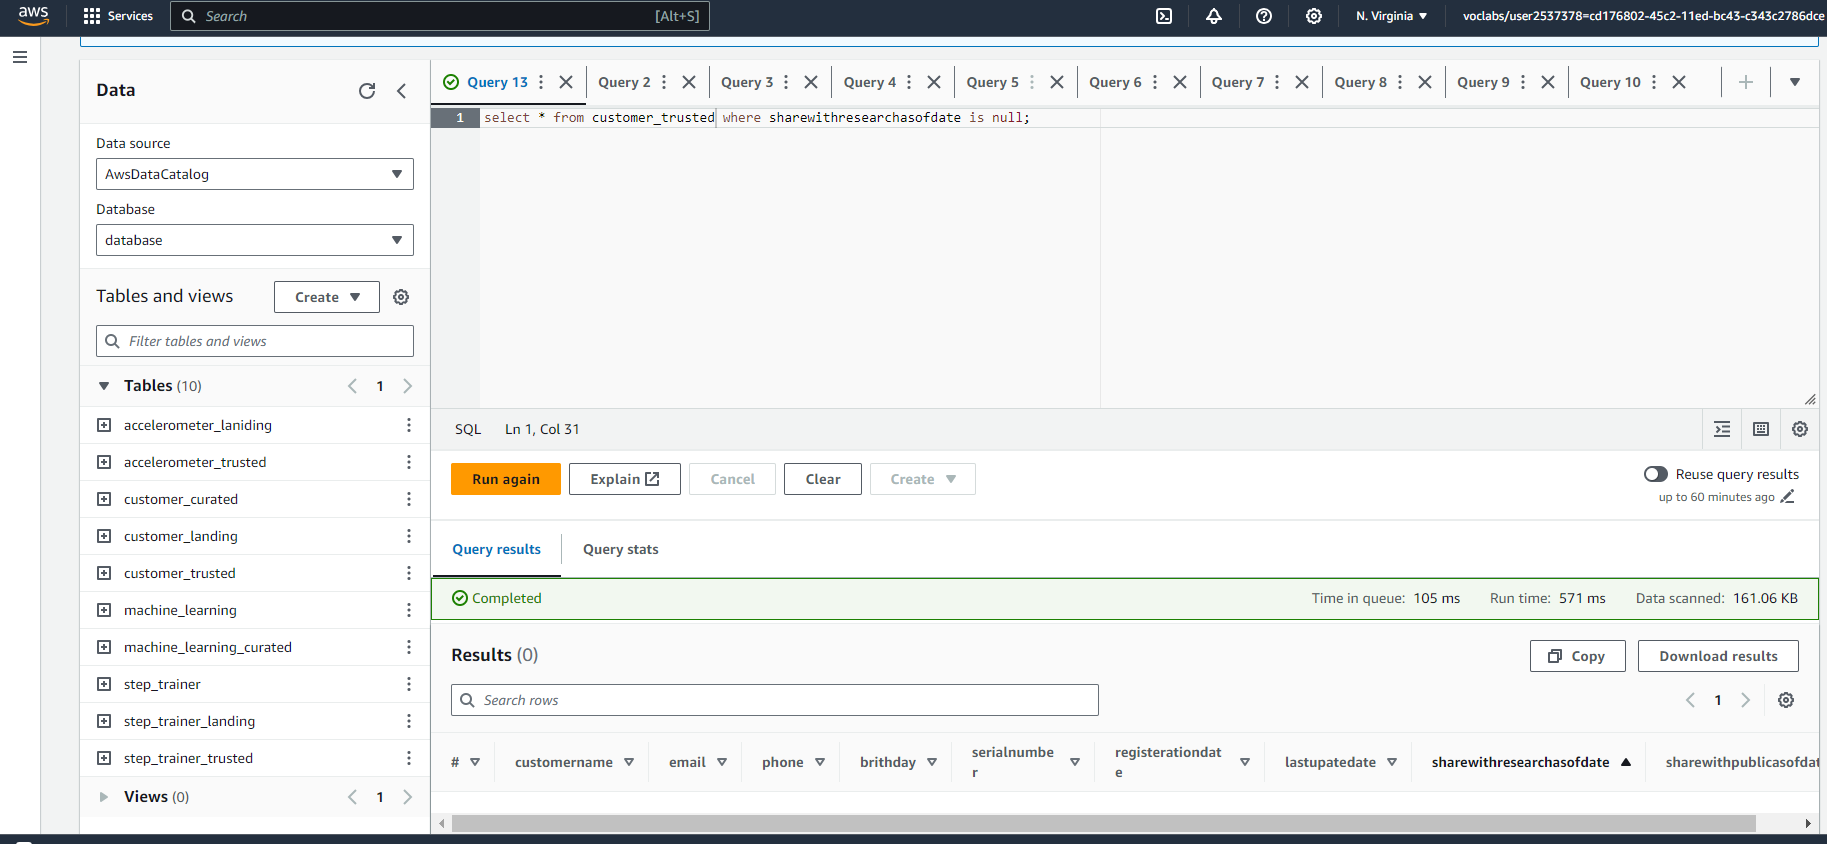 aws
Services
Search
[Alt+S]
N. Virginia
voclabs/user2537378=cd176802-45c2-11ed-bc43-c343c2786dce
Data
Data source
AwsDataCatalog
Database
database
Tables and views
Create
Filter tables and views
Tables (10)
1
accelerometer_laniding
accelerometer_trusted
customer_curated
customer_landing
customer_trusted
machine_learning
machine_learning_curated
step_trainer
step_trainer_landing
step_trainer_trusted
Views (0)
1
Query 13
Query 2
Query 3
Query 4
Query 5
Query 6
Query 7
Query 8
Query 9
Query 10
1
select * from customer_trusted where sharewithresearchasofdate is null;
SQL
Ln 1, Col 31
Run again
Explain
Cancel
Clear
Create
Reuse query results
up to 60 minutes ago
Query results
Query stats
Completed
Time in queue: 105 ms
Run time: 571 ms
Data scanned: 161.06 KB
Results (0)
Copy
Download results
Search rows
1
#
customername
email
phone
birthday
serialnumbe
r
registerationdat
e
lastupatedate
sharewithresearchasofdate
sharewithpublicasofdat